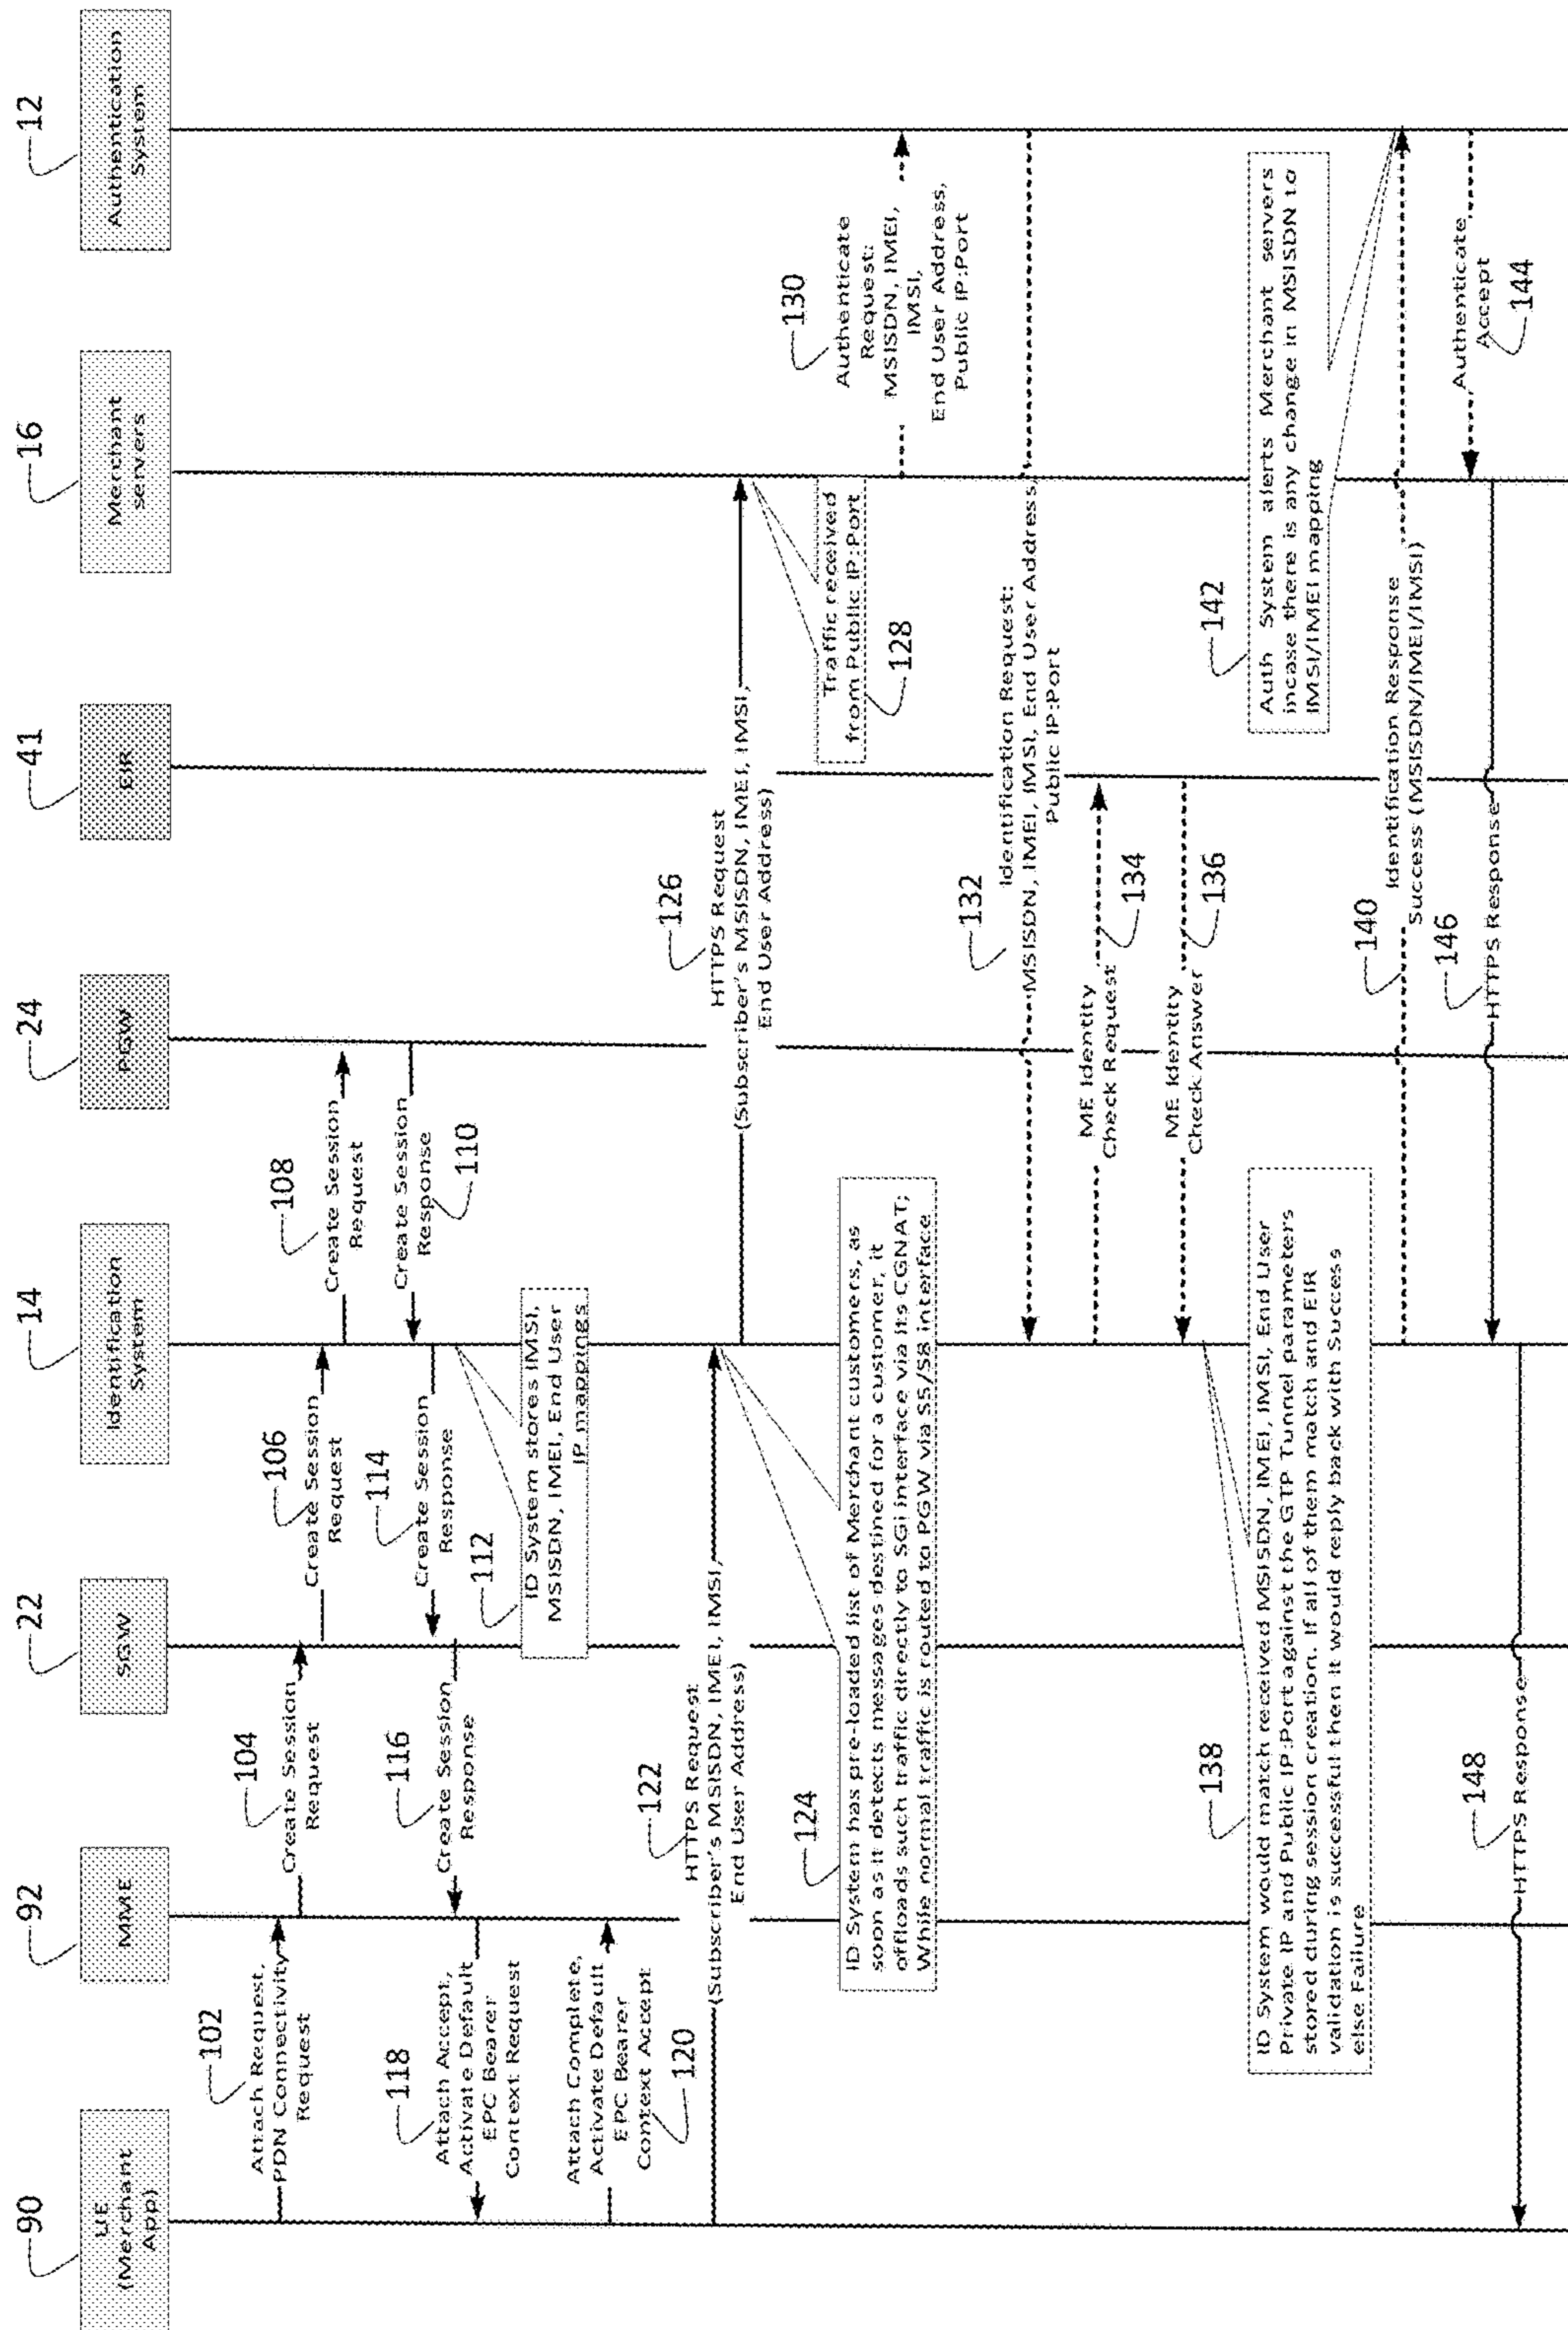 90
UE
(Merchant
App)
92
MME
22
SGW
14
Identification
System
24
PGW
41
EIR
16
Merchant
servers
12
Authentication
System
102
Attach Request,
PDN Connectivity
Request
104
Create Session
Request
106
Create Session
Request
108
Create Session
Request
Create Session
Response
110
112
ID System stores IMSI,
MSISDN, IMEI, End User
IP mappings
114
Create Session
Response
116
Create Session
Response
118
Attach Accept,
Activate Default
EPC Bearer
Context Request
Attach Complete,
Activate Default
EPC Bearer
Context Accept
120
122
HTTPS Request
(Subscriber's MSISDN, IMEI, IMSI,
End User Address)
124
ID System has pre-loaded list of Merchant customers, as
soon as it detects messages destined for a customer, it
offloads such traffic directly to SGi interface via its CGNAT;
While normal traffic is routed to PGW via S5/S8 interface
126
HTTPS Request
(Subscriber's MSISDN, IMEI, IMSI,
End User Address)
Traffic received
from Public IP:Port
128
130
Authenticate
Request:
MSISDN, IMEI,
IMSI,
End User Address,
Public IP:Port
132
Identification Request:
MSISDN, IMEI, IMSI, End User Address,
Public IP:Port
ME Identity
Check Request
134
ME Identity
Check Answer
136
138
ID System would match received MSISDN, IMEI, IMSI, End User
Private IP and Public IP:Port against the GTP Tunnel parameters
stored during session creation. If all of them match and EIR
validation is successful then it would reply back with Success
else Failure
140
Identification Response
Success (MSISDN/IMEI/IMSI)
142
Auth System alerts Merchant servers
incase there is any change in MSISDN to
IMSI/IMEI mapping
Authenticate
Accept
144
146
HTTPS Response
148
HTTPS Response